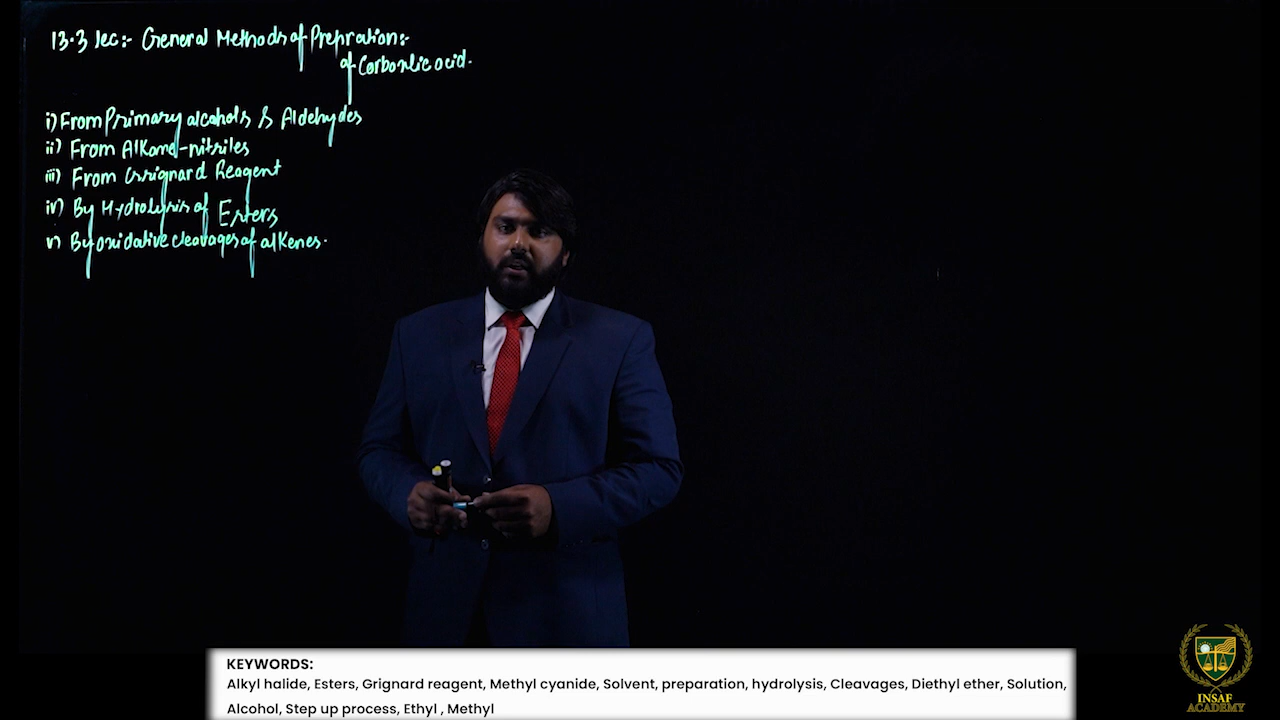 13.3 lec:- General Methods of Prepration:-
of Carboxlic acid.
i) From Primary alcohols & Aldehydes
ii) From Alkane-nitriles
iii) From Grignard Reagent
iv) By Hydrolysis of Esters
v) By oxidative cleavages of alkenes.
KEYWORDS:
Alkyl halide, Esters, Grignard reagent, Methyl cyanide, Solvent, preparation, hydrolysis, Cleavages, Diethyl ether, Solution,
Alcohol, Step up process, Ethyl , Methyl
INSAF
ACADEMY